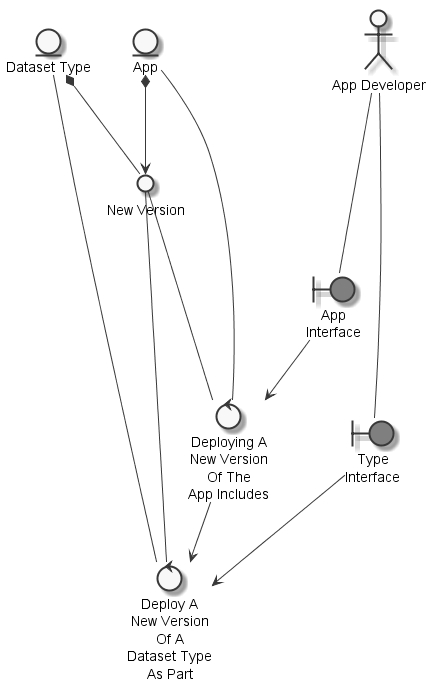 Dataset Type
App
App Developer
New Version
App
Interface
Deploying A
New Version
Of The
App Includes
Type
Interface
Deploy A
New Version
Of A
Dataset Type
As Part